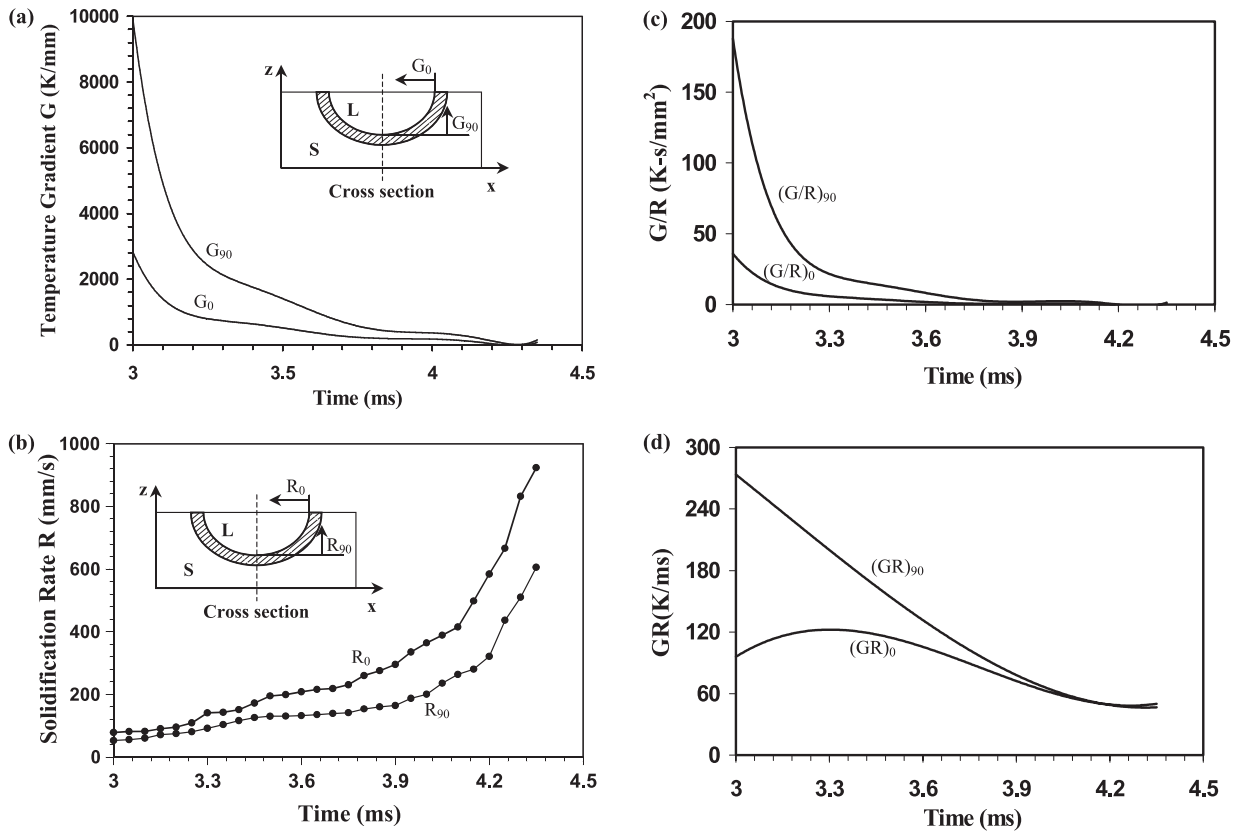 (a)
Temperature Gradient G (K/mm)
10000
8000
6000
4000
2000
0
z
G0
L
G90
S
x
Cross section
G90
G0
3
3.5
4
4.5
Time (ms)
(b)
Solidification Rate R (mm/s)
1000
800
600
400
200
0
z
R0
L
R90
S
x
Cross section
R0
R90
3
3.3
3.6
3.9
4.2
4.5
Time (ms)
(c)
G/R (K-s/mm²)
200
150
100
50
0
(G/R)90
(G/R)0
3
3.3
3.6
3.9
4.2
4.5
Time (ms)
(d)
GR(K/ms)
300
240
180
120
60
0
(GR)90
(GR)0
3
3.3
3.6
3.9
4.2
4.5
Time (ms)